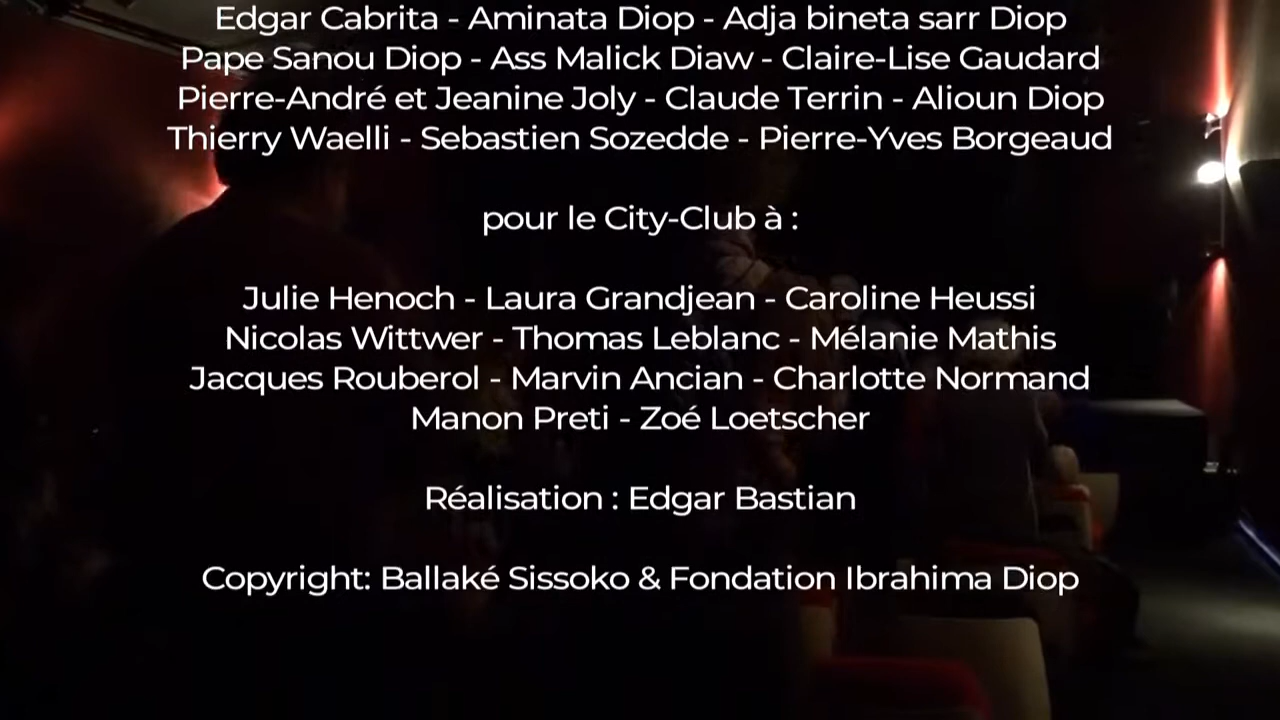 Edgar Cabrita - Aminata Diop - Adja bineta sarr Diop
Pape Sanou Diop - Ass Malick Diaw - Claire-Lise Gaudard
Pierre-André et Jeanine Joly - Claude Terrin - Alioun Diop
Thierry Waelli - Sebastien Sozedde - Pierre-Yves Borgeaud
pour le City-Club à :
Julie Henoch - Laura Grandjean - Caroline Heussi
Nicolas Wittwer - Thomas Leblanc - Mélanie Mathis
Jacques Rouberol - Marvin Ancian - Charlotte Normand
Manon Preti - Zoé Loetscher
Réalisation : Edgar Bastian
Copyright: Ballaké Sissoko & Fondation Ibrahima Diop